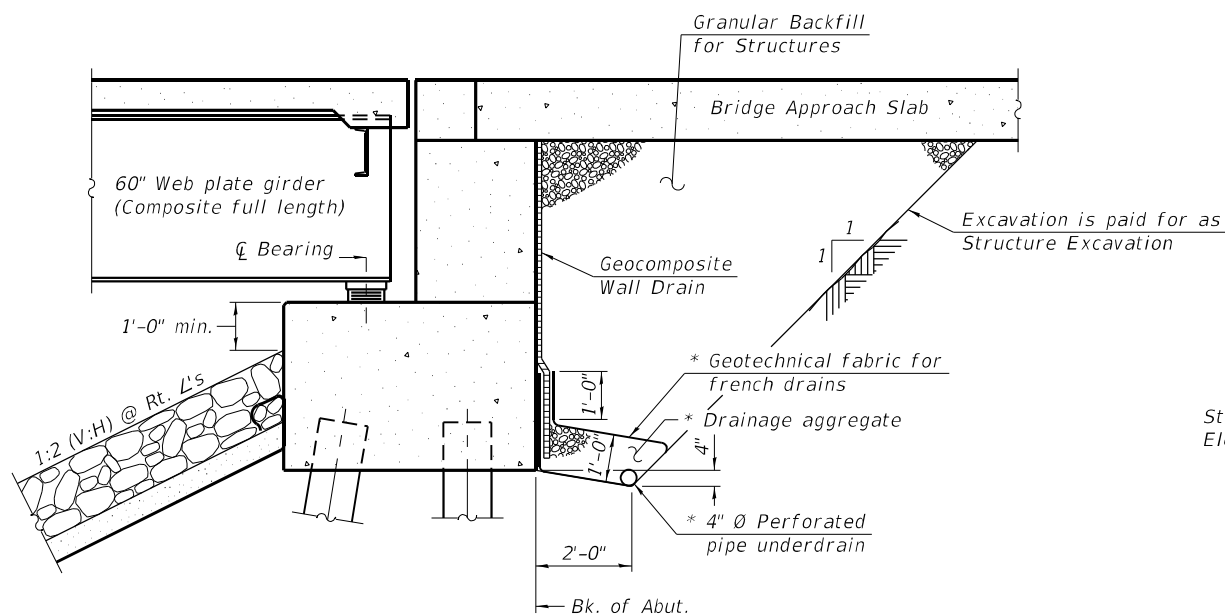 Granular Backfill
for Structures
Bridge Approach Slab
60" Web plate girder
(Composite full length)
℄ Bearing
Excavation is paid for as
Structure Excavation
1
1
Geocomposite
Wall Drain
1'-0" min.
* Geotechnical fabric for
french drains
1:2 (V:H) @ Rt. ∠'s
1'-0"
* Drainage aggregate
1'-0"
4"
* 4" Ø Perforated
pipe underdrain
2'-0"
Bk. of Abut.